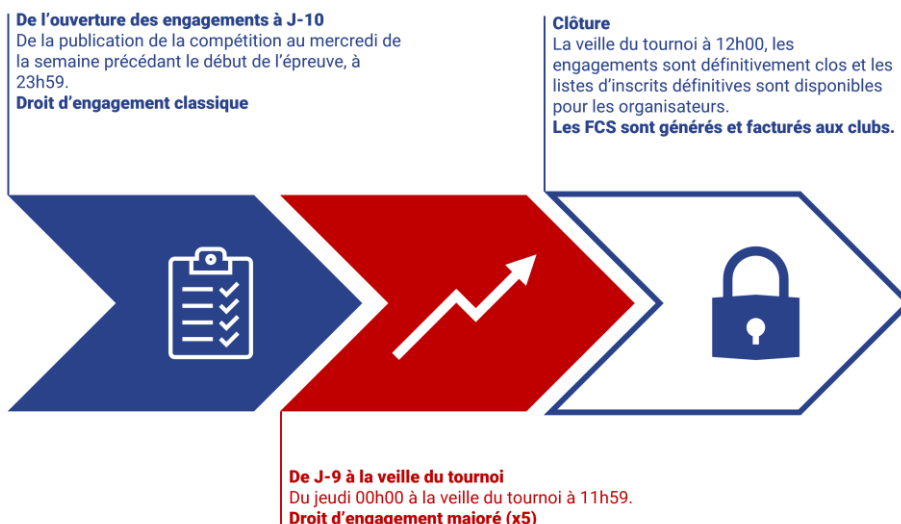 De l’ouverture des engagements à J-10
De la publication de la compétition au mercredi de
la semaine précédant le début de l’épreuve, à
23h59.
Droit d’engagement classique
Clôture
La veille du tournoi à 12h00, les
engagements sont définitivement clos et les
listes d’inscrits définitives sont disponibles
pour les organisateurs.
Les FCS sont générés et facturés aux clubs.
De J-9 à la veille du tournoi
Du jeudi 00h00 à la veille du tournoi à 11h59.
Droit d’engagement majoré (x5)